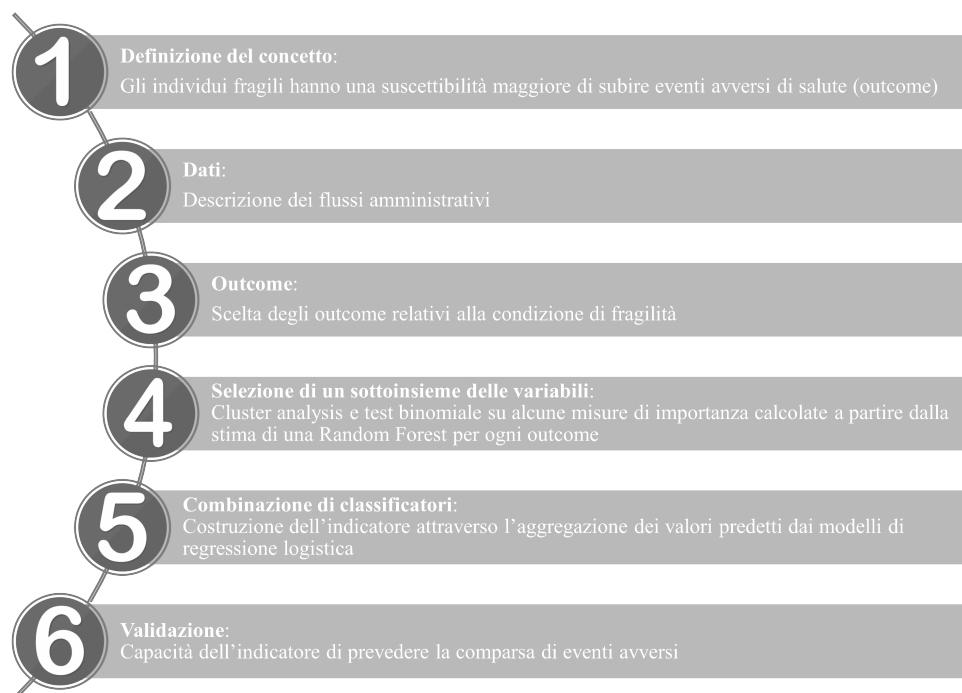 1
Definizione del concetto:
Gli individui fragili hanno una suscettibilità maggiore di subire eventi avversi di salute (outcome)
2
Dati:
Descrizione dei flussi amministrativi
3
Outcome:
Scelta degli outcome relativi alla condizione di fragilità
4
Selezione di un sottoinsieme delle variabili:
Cluster analysis e test binomiale su alcune misure di importanza calcolate a partire dalla
stima di una Random Forest per ogni outcome
5
Combinazione di classificatori:
Costruzione dell’indicatore attraverso l’aggregazione dei valori predetti dai modelli di
regressione logistica
6
Validazione:
Capacità dell’indicatore di prevedere la comparsa di eventi avversi